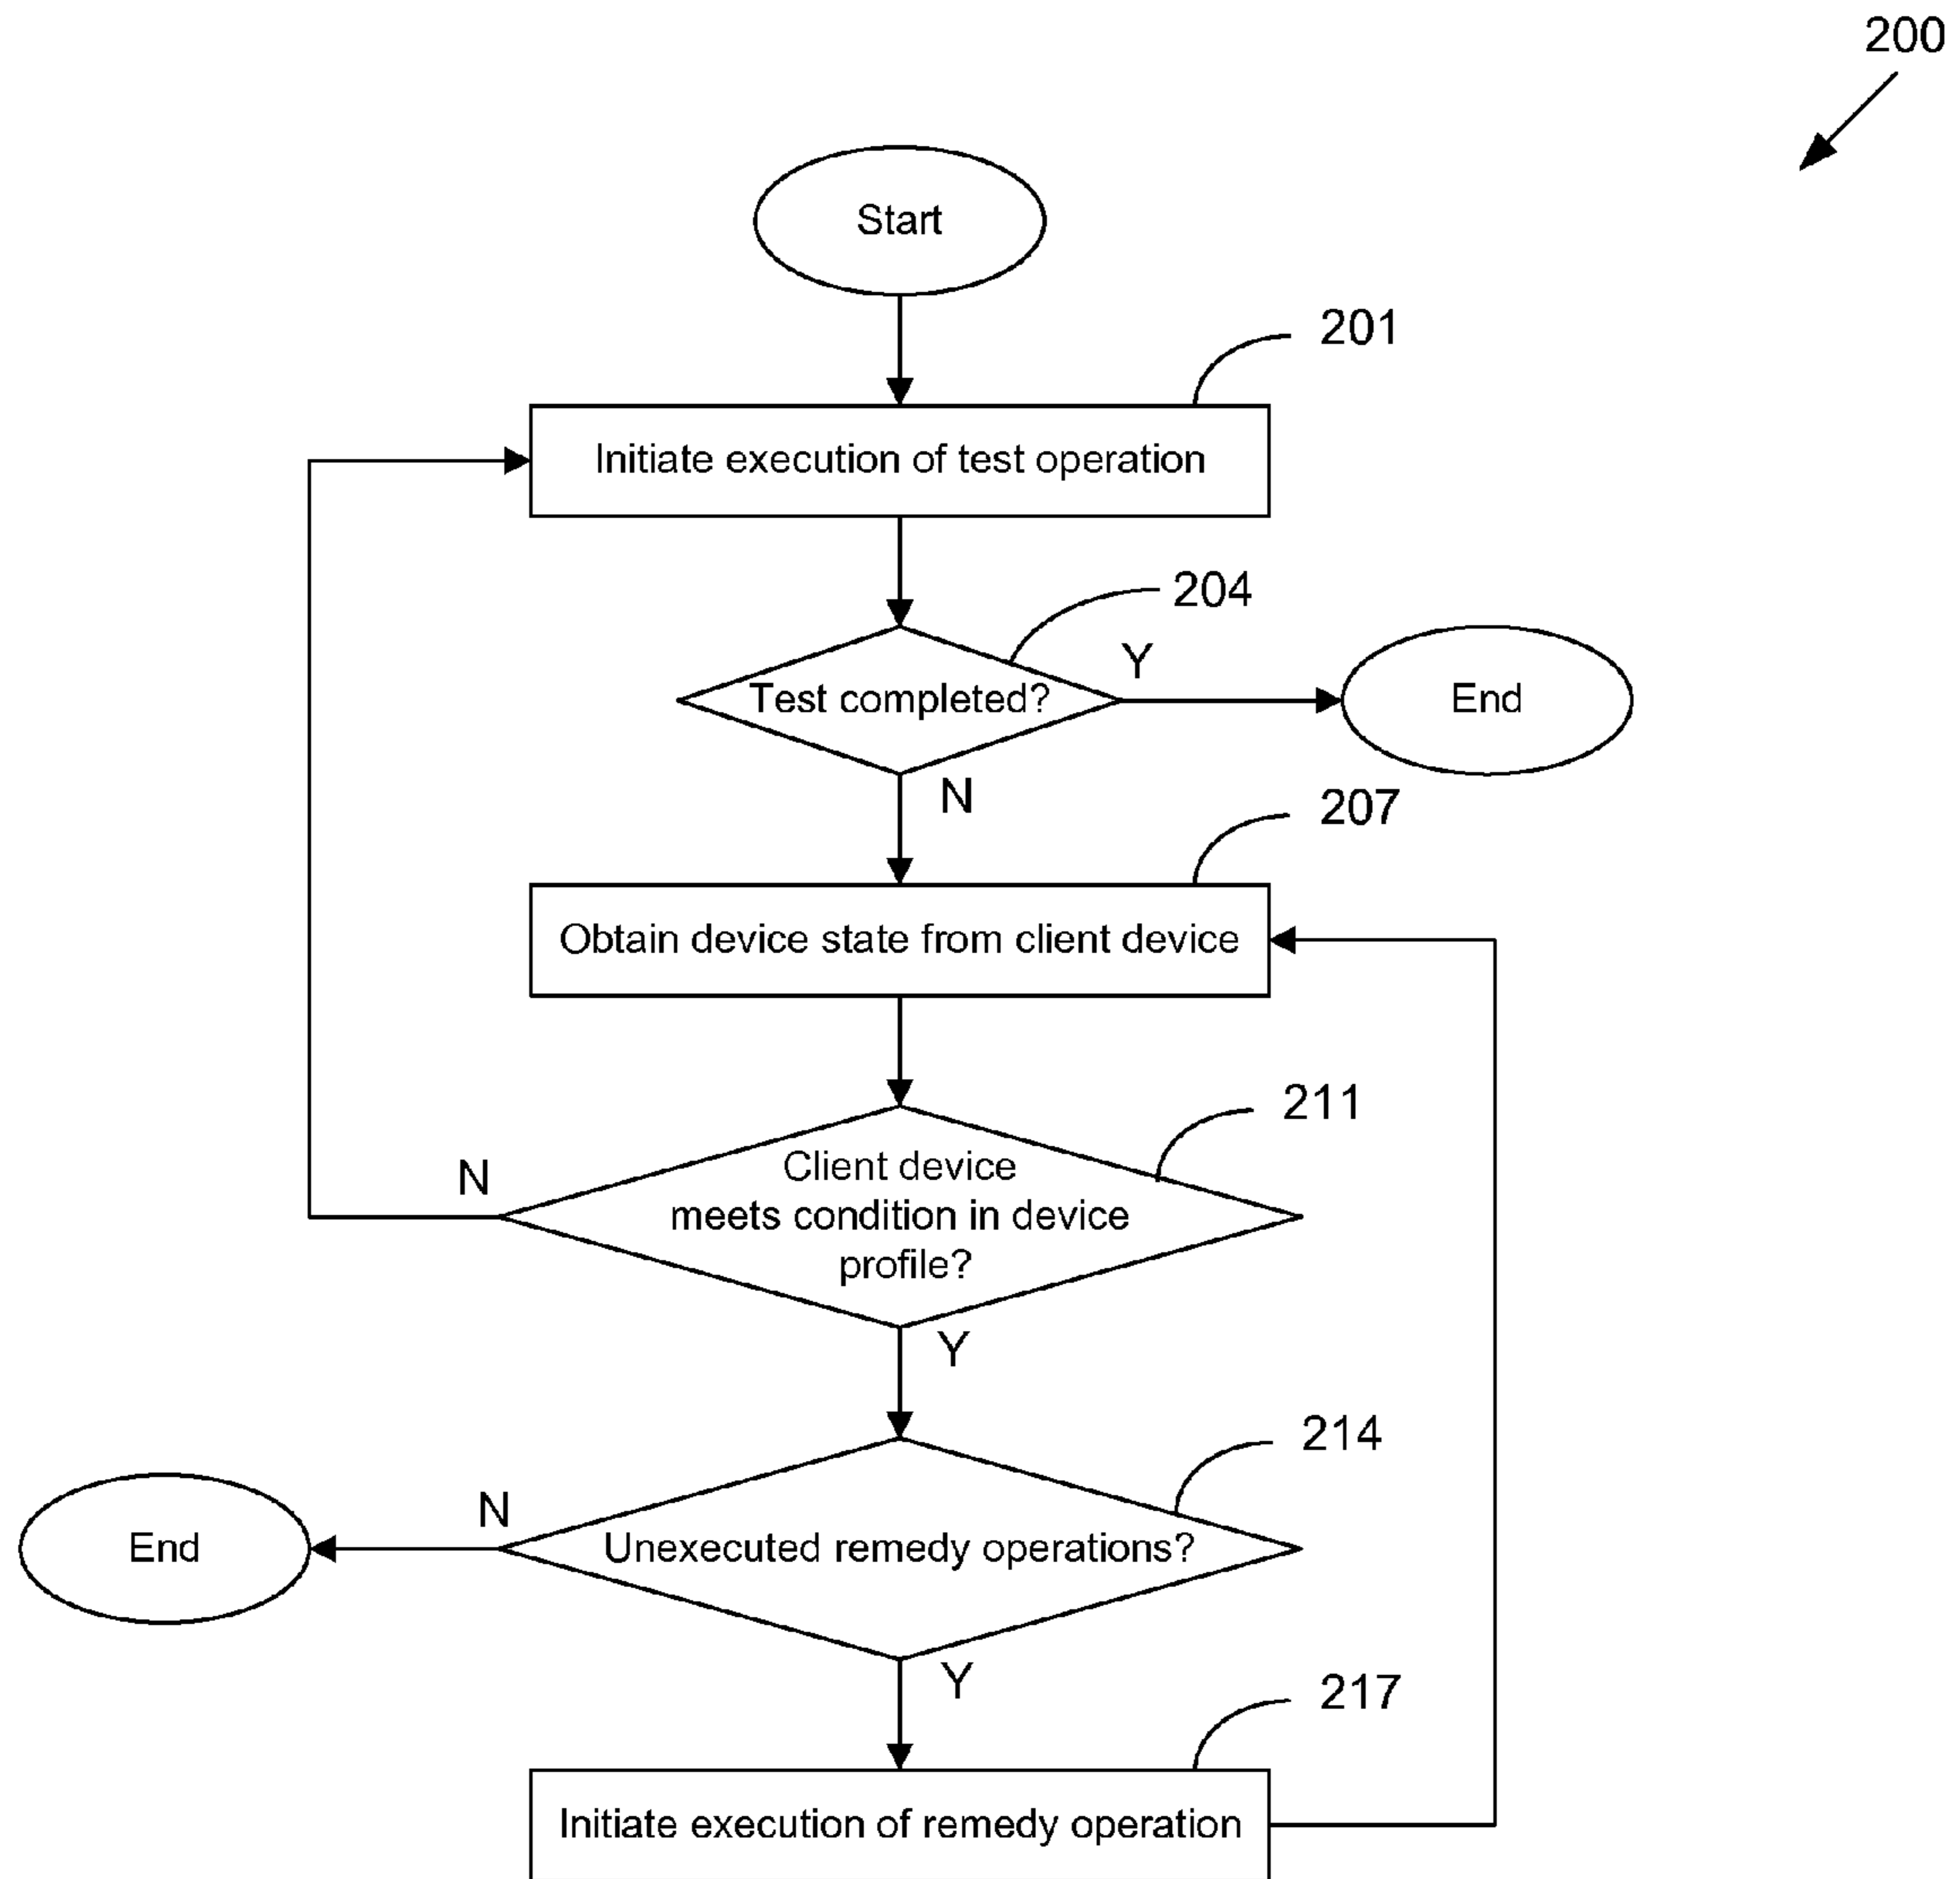 200
Start
201
Initiate execution of test operation
204
Test completed?
Y
End
N
207
Obtain device state from client device
211
Client device
meets condition in device
profile?
N
Y
214
Unexecuted remedy operations?
N
End
Y
217
Initiate execution of remedy operation